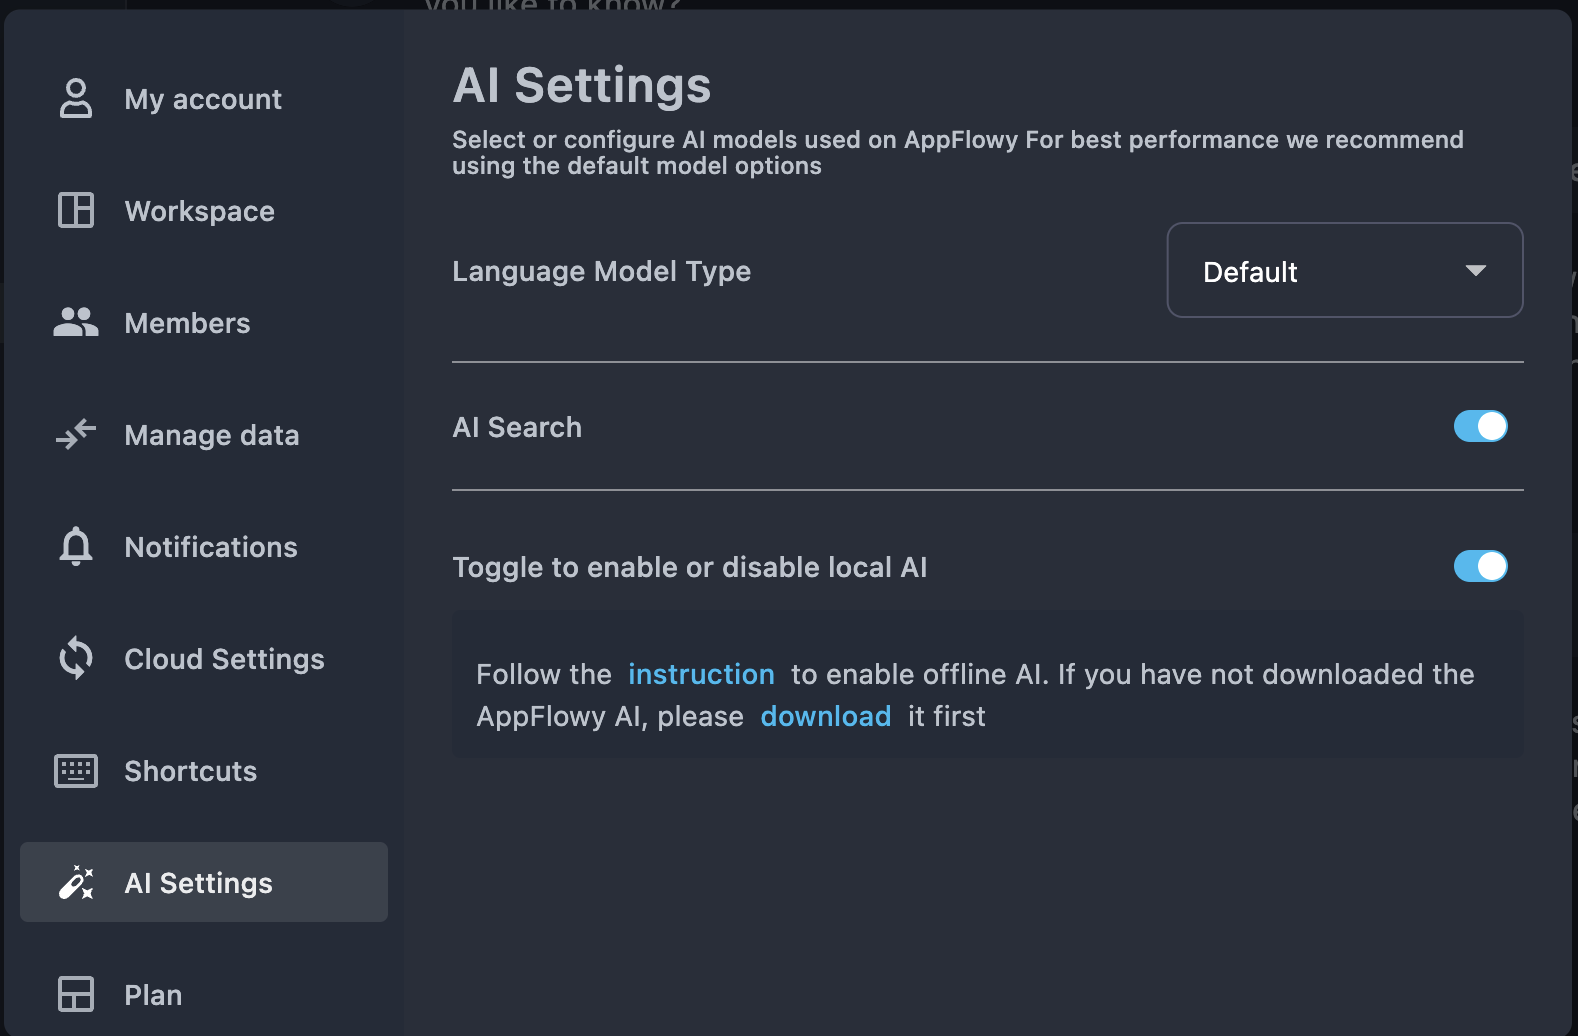 you like to know?
My account
Workspace
Members
Manage data
Notifications
Cloud Settings
Shortcuts
AI Settings
Plan
AI Settings
Select or configure AI models used on AppFlowy For best performance we recommend
using the default model options
Language Model Type
Default
AI Search
Toggle to enable or disable local AI
Follow the instruction to enable offline AI. If you have not downloaded the
AppFlowy AI, please download it first